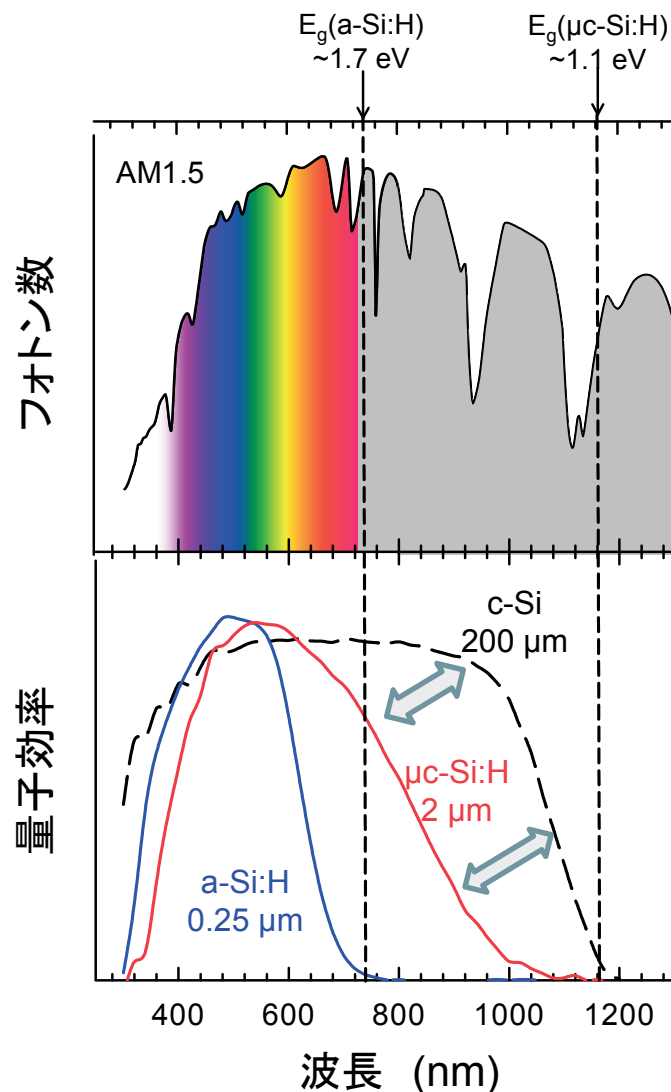 E_g(a-Si:H)
~1.7 eV
E_g(µc-Si:H)
~1.1 eV
AM1.5
フォトン数
c-Si
200 µm
µc-Si:H
2 µm
a-Si:H
0.25 µm
量子効率
400 600 800 1000 1200
波長 (nm)